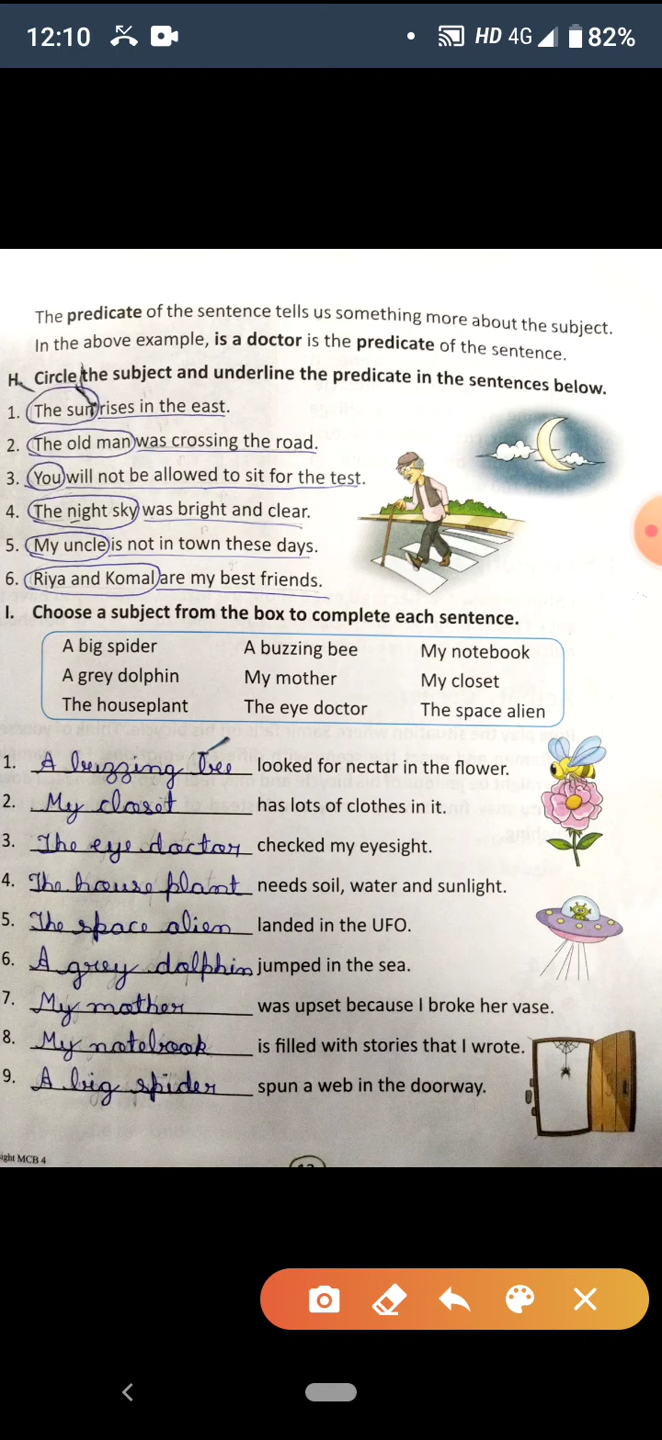 12:10 HD 4G 82%
The predicate of the sentence tells us something more about the subject.
In the above example, is a doctor is the predicate of the sentence.
H. Circle the subject and underline the predicate in the sentences below.
1. The sun rises in the east.
2. The old man was crossing the road.
3. You will not be allowed to sit for the test.
4. The night sky was bright and clear.
5. My uncle is not in town these days.
6. Riya and Komal are my best friends.
I. Choose a subject from the box to complete each sentence.
A big spider A buzzing bee My notebook
A grey dolphin My mother My closet
The houseplant The eye doctor The space alien
1. A buzzing bee looked for nectar in the flower.
2. My closet has lots of clothes in it.
3. The eye doctor checked my eyesight.
4. The house plant needs soil, water and sunlight.
5. The space alien landed in the UFO.
6. A grey dolphin jumped in the sea.
7. My mother was upset because I broke her vase.
8. My notebook is filled with stories that I wrote.
9. A big spider spun a web in the doorway.
ight MCB 4